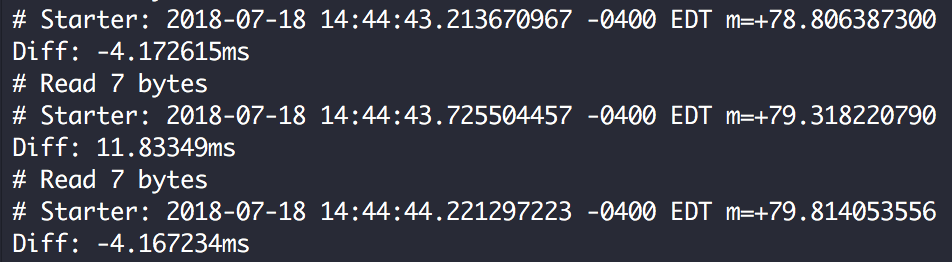 # Starter: 2018-07-18 14:44:43.213670967 -0400 EDT m=+78.806387300
Diff: -4.172615ms
# Read 7 bytes
# Starter: 2018-07-18 14:44:43.725504457 -0400 EDT m=+79.318220790
Diff: 11.83349ms
# Read 7 bytes
# Starter: 2018-07-18 14:44:44.221297223 -0400 EDT m=+79.814053556
Diff: -4.167234ms